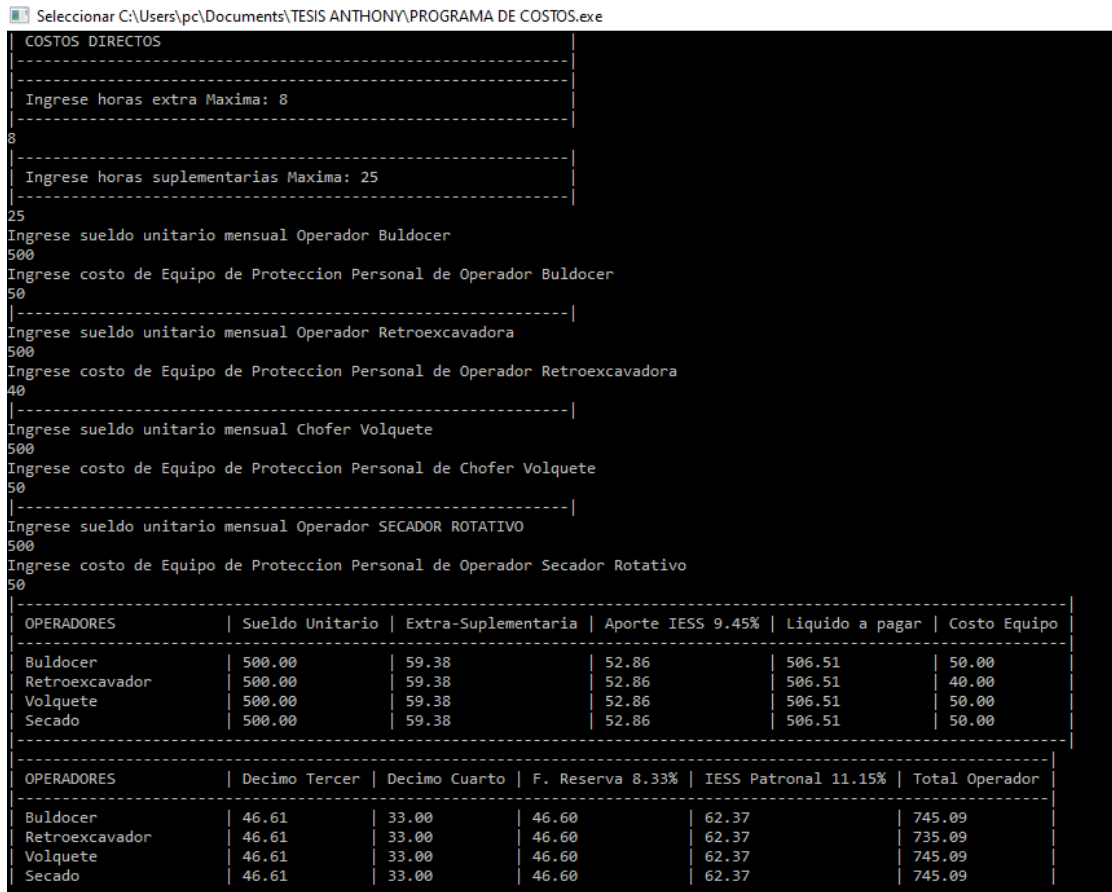 Seleccionar C:\Users\pc\Documents\TESIS ANTHONY\PROGRAMA DE COSTOS.exe
| COSTOS DIRECTOS |
|----------------------------------------------------------|
|----------------------------------------------------------|
| Ingrese horas extra Maxima: 8 |
|----------------------------------------------------------|
8
|----------------------------------------------------------|
| Ingrese horas suplementarias Maxima: 25 |
|----------------------------------------------------------|
25
Ingrese sueldo unitario mensual Operador Buldocer
500
Ingrese costo de Equipo de Proteccion Personal de Operador Buldocer
50
|----------------------------------------------------------|
Ingrese sueldo unitario mensual Operador Retroexcavadora
500
Ingrese costo de Equipo de Proteccion Personal de Operador Retroexcavadora
40
|----------------------------------------------------------|
Ingrese sueldo unitario mensual Chofer Volquete
500
Ingrese costo de Equipo de Proteccion Personal de Chofer Volquete
50
|----------------------------------------------------------|
Ingrese sueldo unitario mensual Operador SECADOR ROTATIVO
500
Ingrese costo de Equipo de Proteccion Personal de Operador Secador Rotativo
50
|---------------------------------------------------------------------------------------------------------------|
| OPERADORES | Sueldo Unitario | Extra-Suplementaria | Aporte IESS 9.45% | Liquido a pagar | Costo Equipo |
|---------------------------------------------------------------------------------------------------------------|
| Buldocer | 500.00 | 59.38 | 52.86 | 506.51 | 50.00 |
| Retroexcavador | 500.00 | 59.38 | 52.86 | 506.51 | 40.00 |
| Volquete | 500.00 | 59.38 | 52.86 | 506.51 | 50.00 |
| Secado | 500.00 | 59.38 | 52.86 | 506.51 | 50.00 |
|---------------------------------------------------------------------------------------------------------------|
|-------------------------------------------------------------------------------------------------------------|
| OPERADORES | Decimo Tercer | Decimo Cuarto | F. Reserva 8.33% | IESS Patronal 11.15% | Total Operador |
|-------------------------------------------------------------------------------------------------------------|
| Buldocer | 46.61 | 33.00 | 46.60 | 62.37 | 745.09 |
| Retroexcavador | 46.61 | 33.00 | 46.60 | 62.37 | 735.09 |
| Volquete | 46.61 | 33.00 | 46.60 | 62.37 | 745.09 |
| Secado | 46.61 | 33.00 | 46.60 | 62.37 | 745.09 |